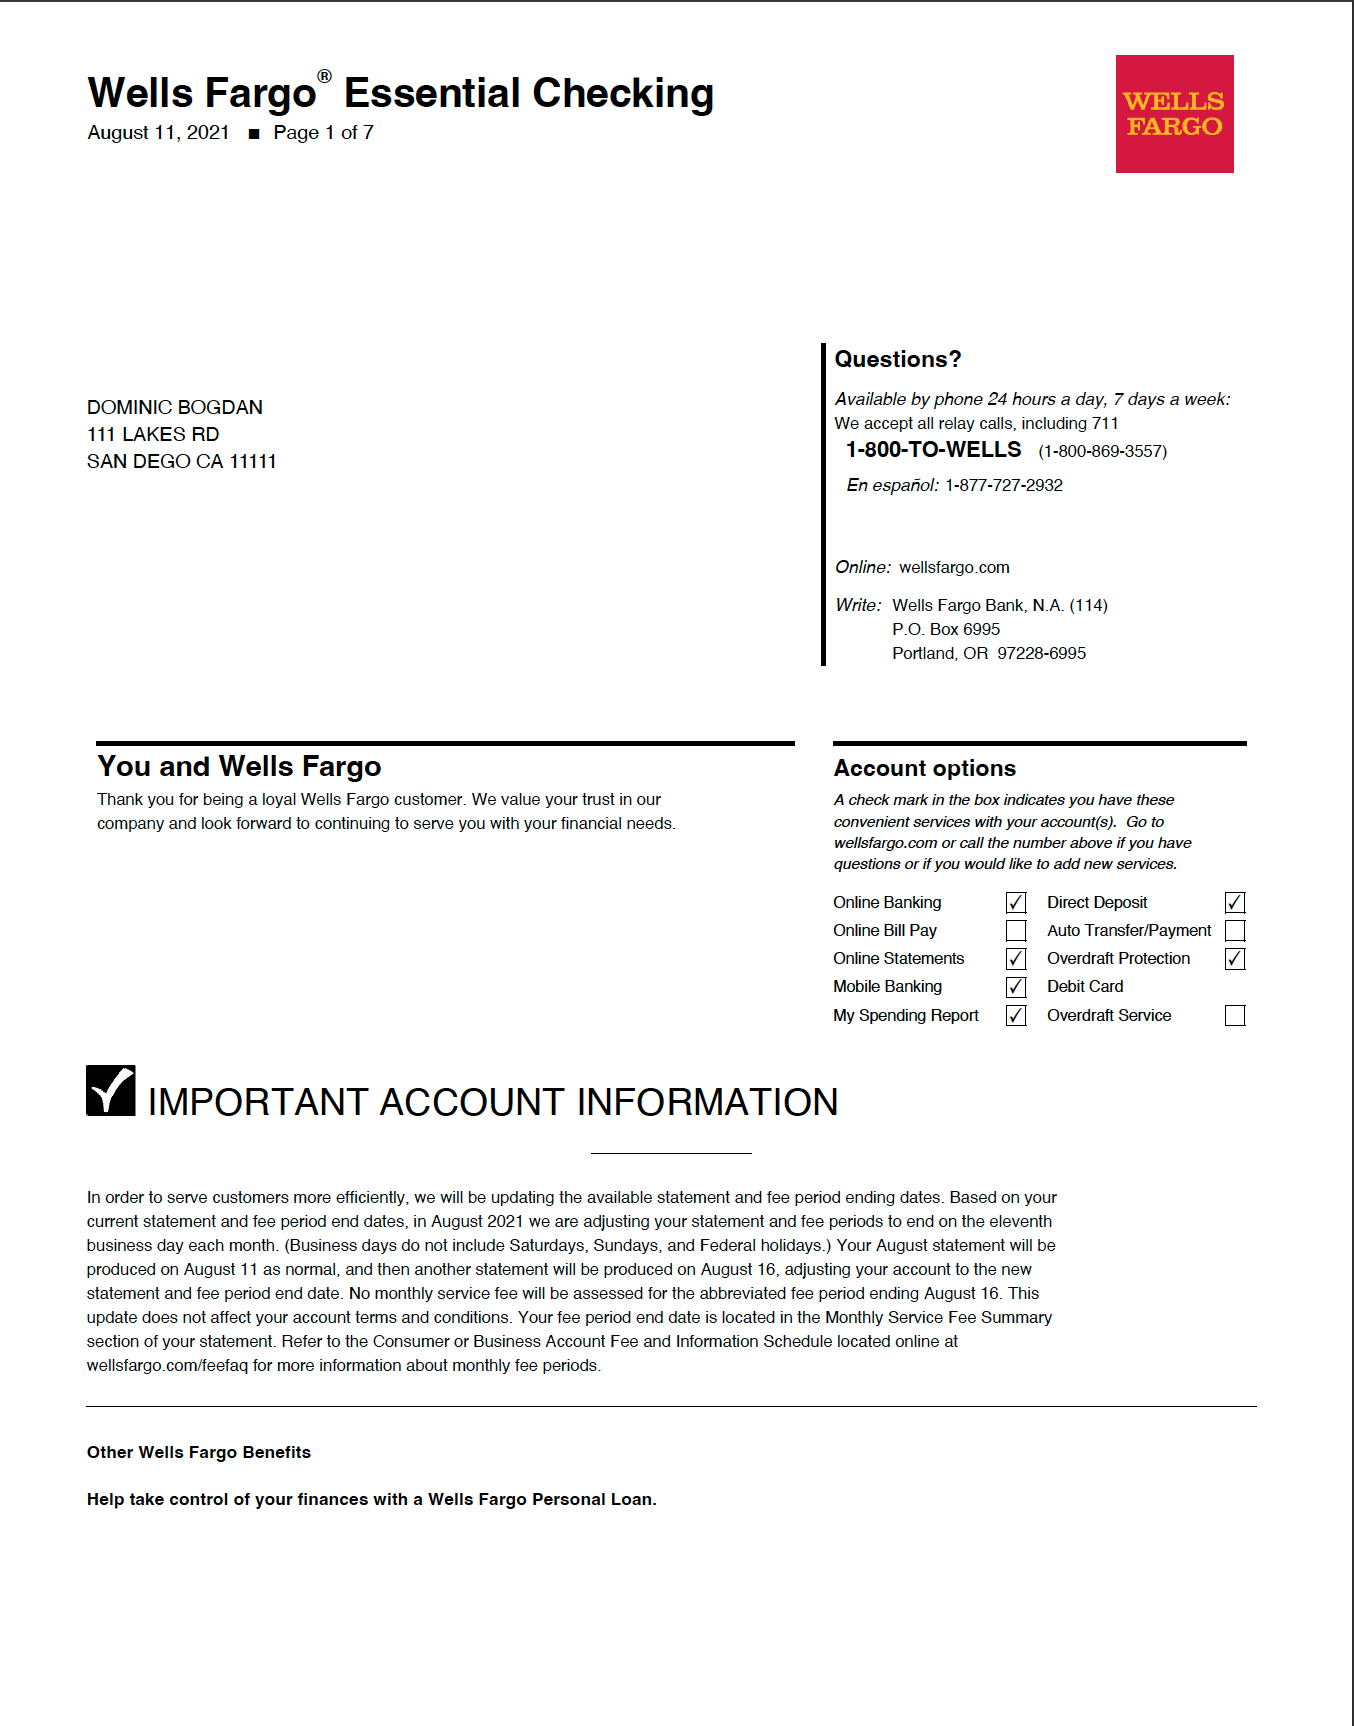 Wells Fargo® Essential Checking
August 11, 2021 ■ Page 1 of 7
WELLS
FARGO
DOMINIC BOGDAN
111 LAKES RD
SAN DEGO CA 11111
Questions?
Available by phone 24 hours a day, 7 days a week:
We accept all relay calls, including 711
1-800-TO-WELLS (1-800-869-3557)
En español: 1-877-727-2932
Online: wellsfargo.com
Write: Wells Fargo Bank, N.A. (114)
P.O. Box 6995
Portland, OR 97228-6995
You and Wells Fargo
Thank you for being a loyal Wells Fargo customer. We value your trust in our
company and look forward to continuing to serve you with your financial needs.
Account options
A check mark in the box indicates you have these
convenient services with your account(s). Go to
wellsfargo.com or call the number above if you have
questions or if you would like to add new services.
Online Banking ✓ Direct Deposit ✓
Online Bill Pay Auto Transfer/Payment
Online Statements ✓ Overdraft Protection ✓
Mobile Banking ✓ Debit Card
My Spending Report ✓ Overdraft Service
IMPORTANT ACCOUNT INFORMATION
In order to serve customers more efficiently, we will be updating the available statement and fee period ending dates. Based on your
current statement and fee period end dates, in August 2021 we are adjusting your statement and fee periods to end on the eleventh
business day each month. (Business days do not include Saturdays, Sundays, and Federal holidays.) Your August statement will be
produced on August 11 as normal, and then another statement will be produced on August 16, adjusting your account to the new
statement and fee period end date. No monthly service fee will be assessed for the abbreviated fee period ending August 16. This
update does not affect your account terms and conditions. Your fee period end date is located in the Monthly Service Fee Summary
section of your statement. Refer to the Consumer or Business Account Fee and Information Schedule located online at
wellsfargo.com/feefaq for more information about monthly fee periods.
Other Wells Fargo Benefits
Help take control of your finances with a Wells Fargo Personal Loan.